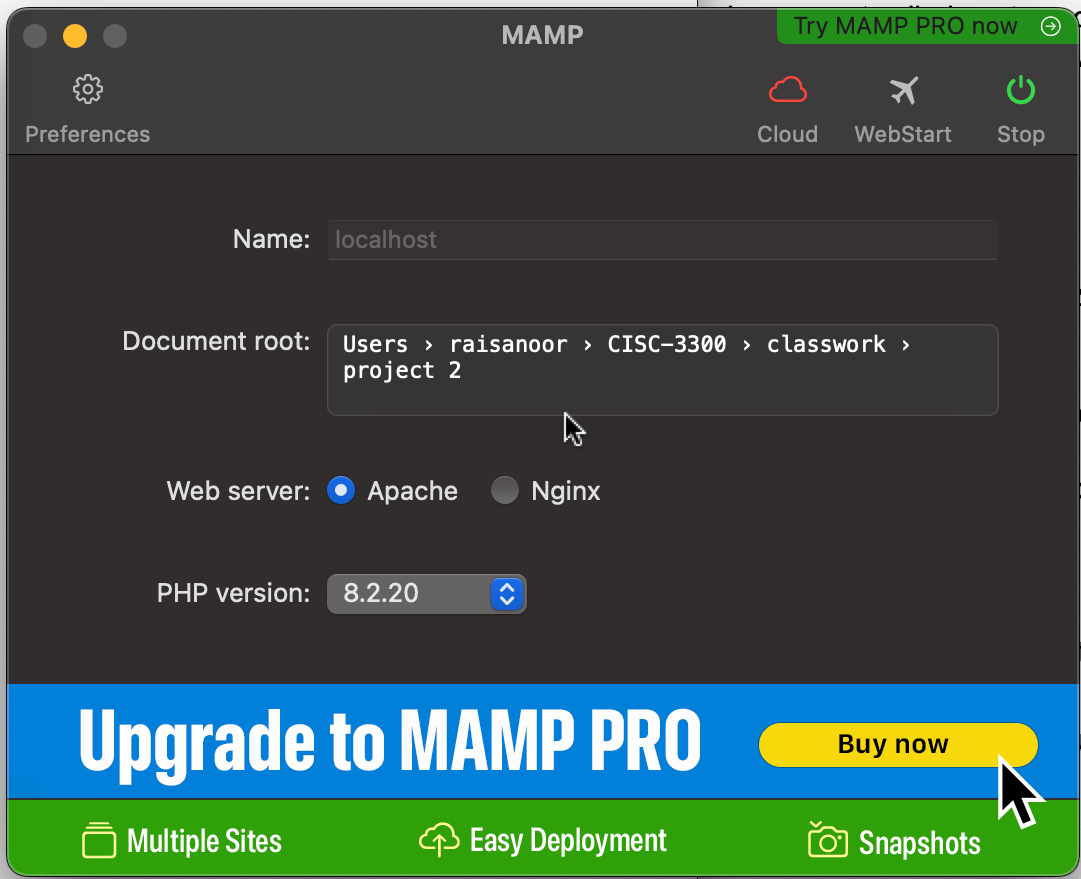 MAMP
Try MAMP PRO now
Preferences
Cloud
WebStart
Stop
Name: localhost
Document root: Users › raisanoor › CISC-3300 › classwork ›
project 2
Web server: Apache Nginx
PHP version: 8.2.20
Upgrade to MAMP PRO
Buy now
Multiple Sites
Easy Deployment
Snapshots